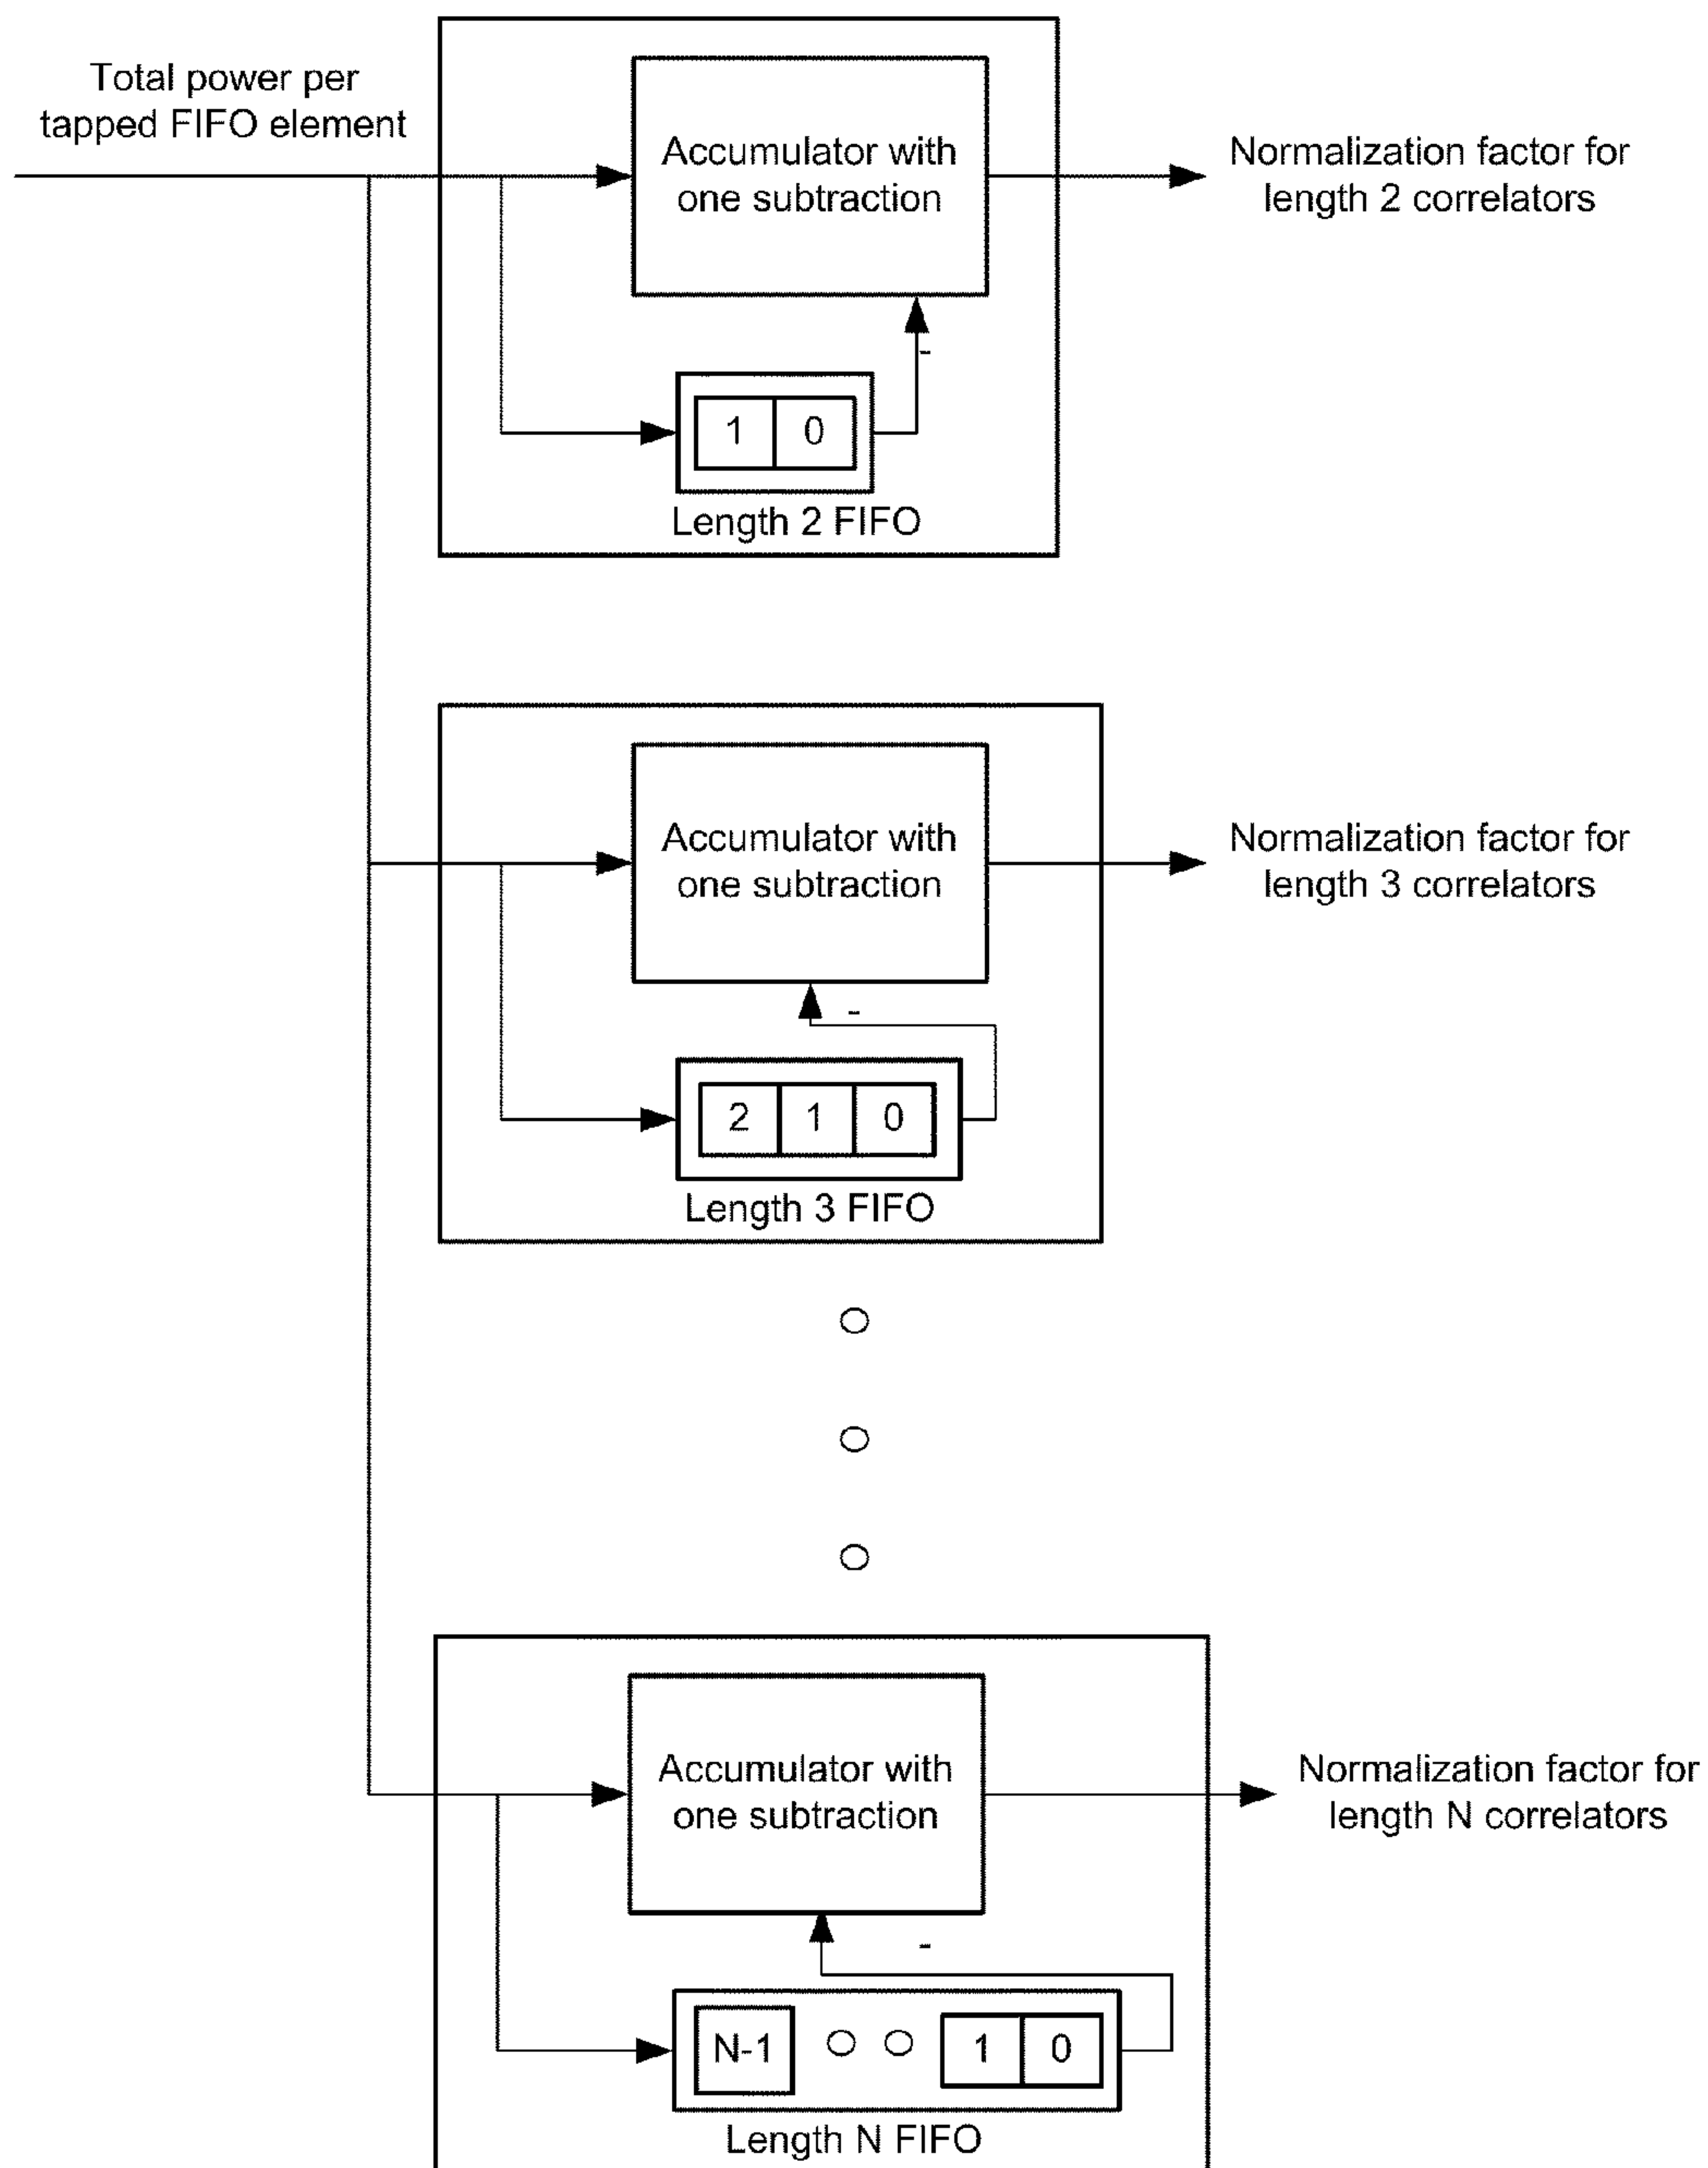 Total power per
tapped FIFO element
Accumulator with
one subtraction
Normalization factor for
length 2 correlators
-
1 0
Length 2 FIFO
Accumulator with
one subtraction
Normalization factor for
length 3 correlators
-
2 1 0
Length 3 FIFO
Accumulator with
one subtraction
Normalization factor for
length N correlators
-
N-1 1 0
Length N FIFO